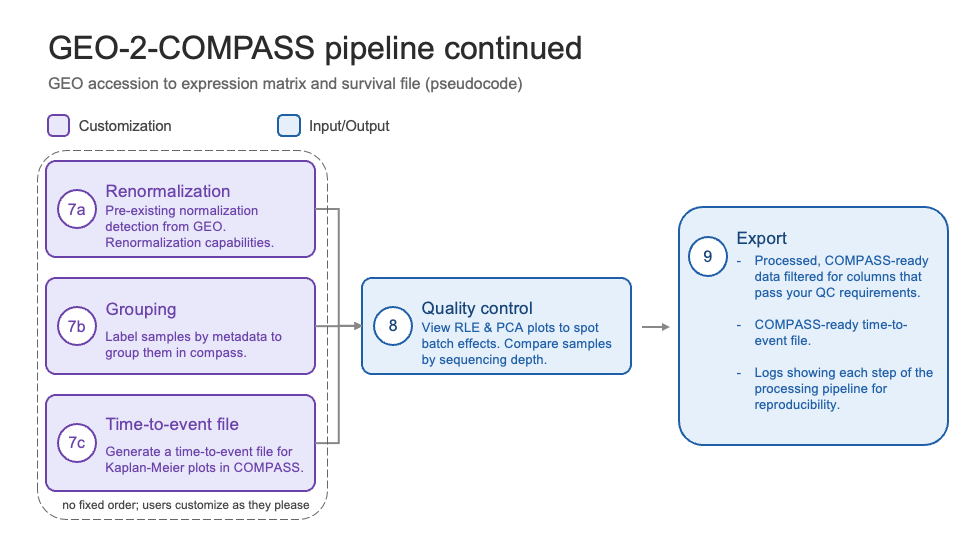 GEO-2-COMPASS pipeline continued
GEO accession to expression matrix and survival file (pseudocode)
Customization
Input/Output
7a
Renormalization
Pre-existing normalization
detection from GEO.
Renormalization capabilities.
7b
Grouping
Label samples by metadata to
group them in compass.
7c
Time-to-event file
Generate a time-to-event file for
Kaplan-Meier plots in COMPASS.
no fixed order; users customize as they please
8
Quality control
View RLE & PCA plots to spot
batch effects. Compare samples
by sequencing depth.
9
Export
- Processed, COMPASS-ready
data filtered for columns that
pass your QC requirements.
- COMPASS-ready time-to-
event file.
- Logs showing each step of the
processing pipeline for
reproducibility.